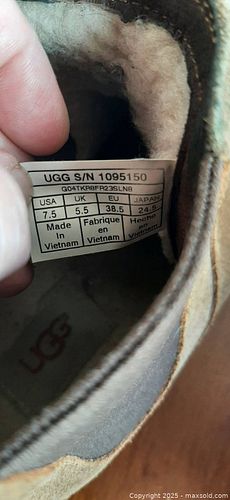 UGG S/N 1095150
G04TKRBFR23SLNB
USA UK EU JAPAN
7.5 5.5 38.5 24.5
Made In Vietnam
Fabriqué en Vietnam
Hecho en Vietnam
UGG
Copyright © 2025 - maxsold.com